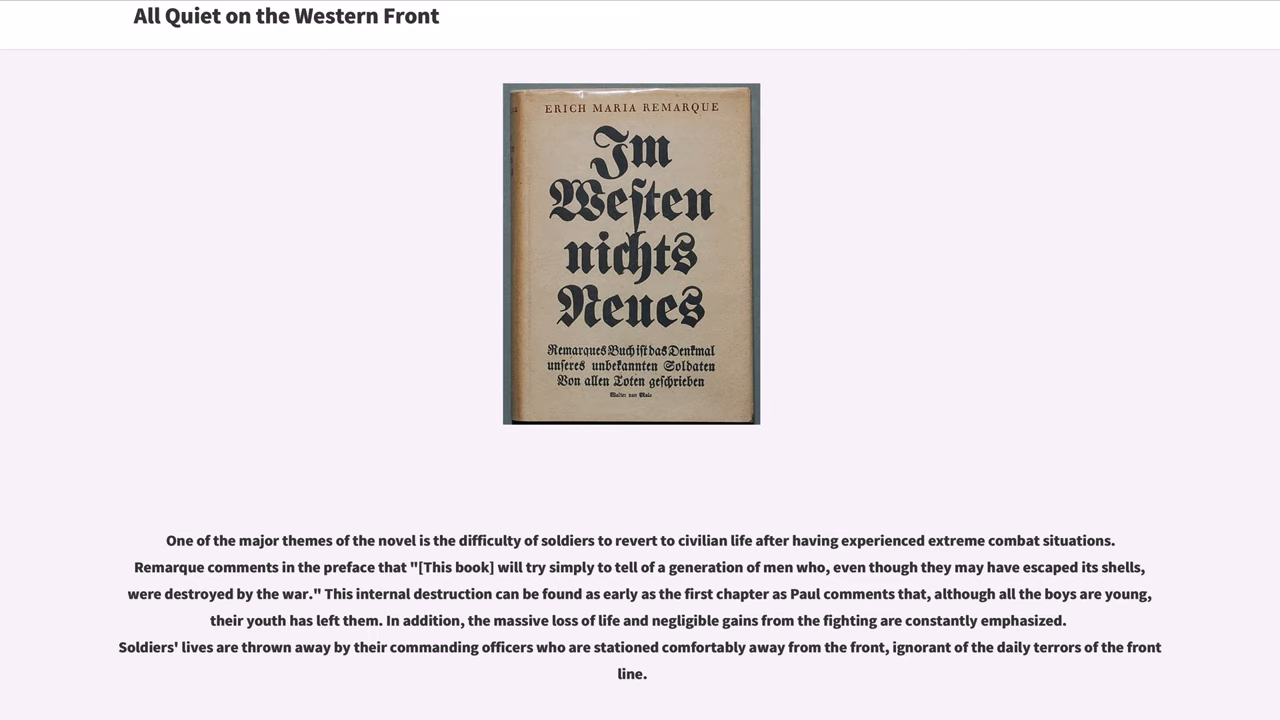 All Quiet on the Western Front
ERICH MARIA REMARQUE
Im
Weſten
nichts
Neues
Remarques Buch iſt das Denkmal
unſeres unbekannten Soldaten
Von allen Toten geſchrieben
Walter von Molo
One of the major themes of the novel is the difficulty of soldiers to revert to civilian life after having experienced extreme combat situations.
Remarque comments in the preface that "[This book] will try simply to tell of a generation of men who, even though they may have escaped its shells,
were destroyed by the war." This internal destruction can be found as early as the first chapter as Paul comments that, although all the boys are young,
their youth has left them. In addition, the massive loss of life and negligible gains from the fighting are constantly emphasized.
Soldiers' lives are thrown away by their commanding officers who are stationed comfortably away from the front, ignorant of the daily terrors of the front
line.